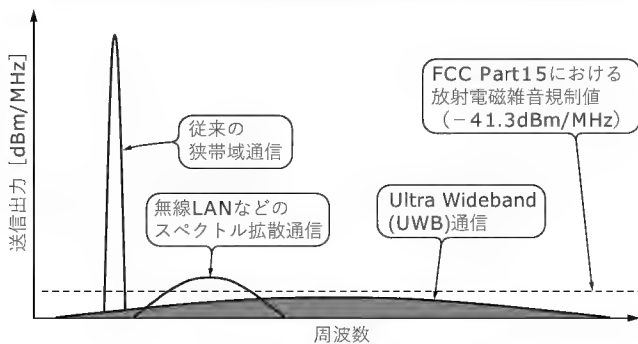 送信出力 [dBm/MHz]
従来の
狭帯域通信
無線LANなどの
スペクトル拡散通信
FCC Part15における
放射電磁雑音規制値
（－41.3dBm/MHz）
Ultra Wideband
(UWB)通信
周波数